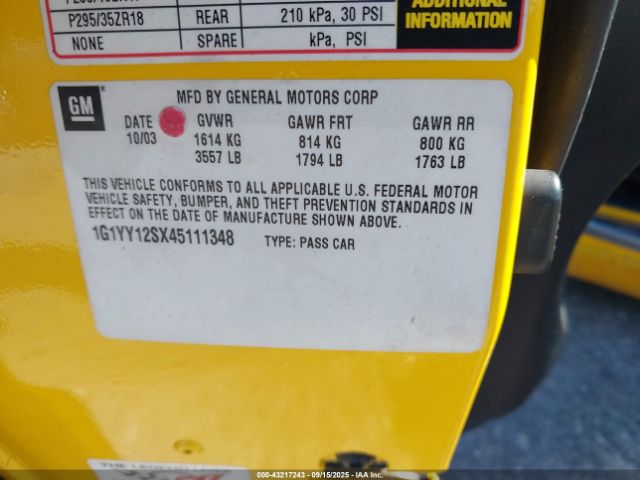 P295/35ZR18 REAR 210 kPa, 30 PSI
NONE SPARE kPa, PSI
ADDITIONAL
INFORMATION
GM
MFD BY GENERAL MOTORS CORP
DATE GVWR GAWR FRT GAWR RR
10/03 1614 KG 814 KG 800 KG
3557 LB 1794 LB 1763 LB
THIS VEHICLE CONFORMS TO ALL APPLICABLE U.S. FEDERAL MOTOR
VEHICLE SAFETY, BUMPER, AND THEFT PREVENTION STANDARDS IN
EFFECT ON THE DATE OF MANUFACTURE SHOWN ABOVE.
1G1YY12SX45111348 TYPE: PASS CAR
© 0000-43217243 - 09/15/2025 - IAA Inc.